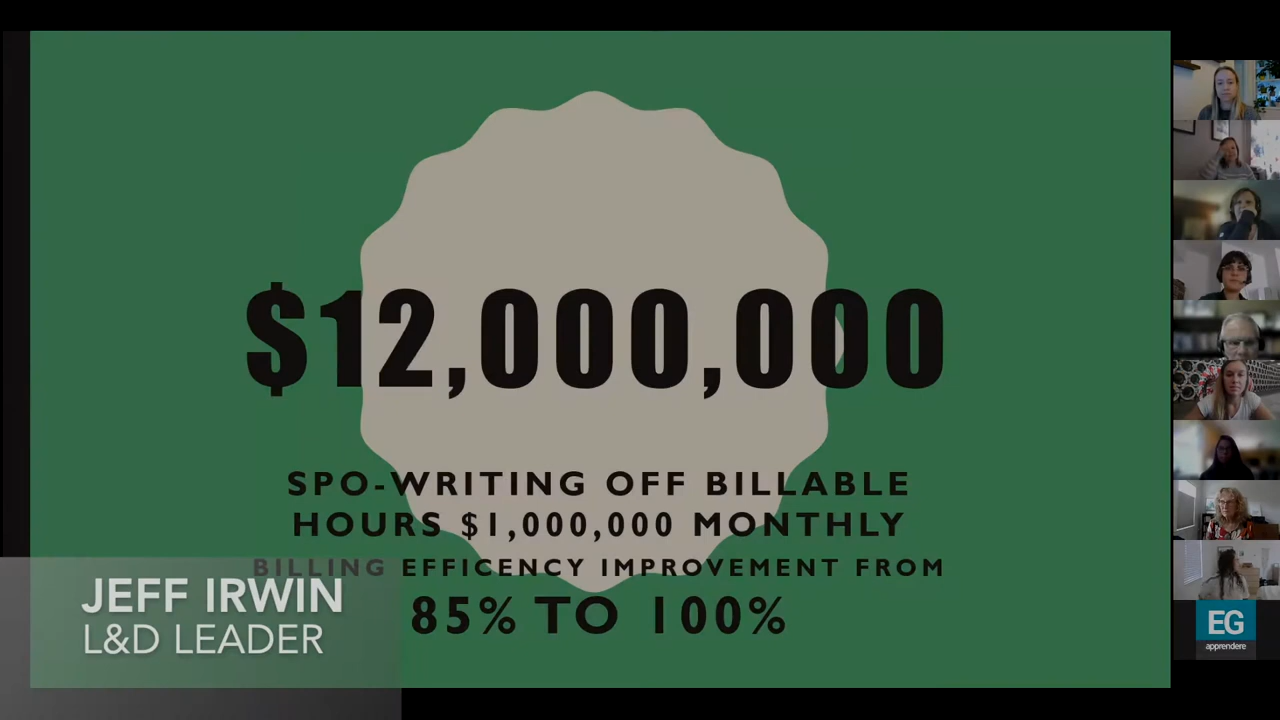 $12,000,000
SPO-WRITING OFF BILLABLE
HOURS $1,000,000 MONTHLY
BILLING EFFICENCY IMPROVEMENT FROM
85% TO 100%
JEFF IRWIN
L&D LEADER
EG
apprendere